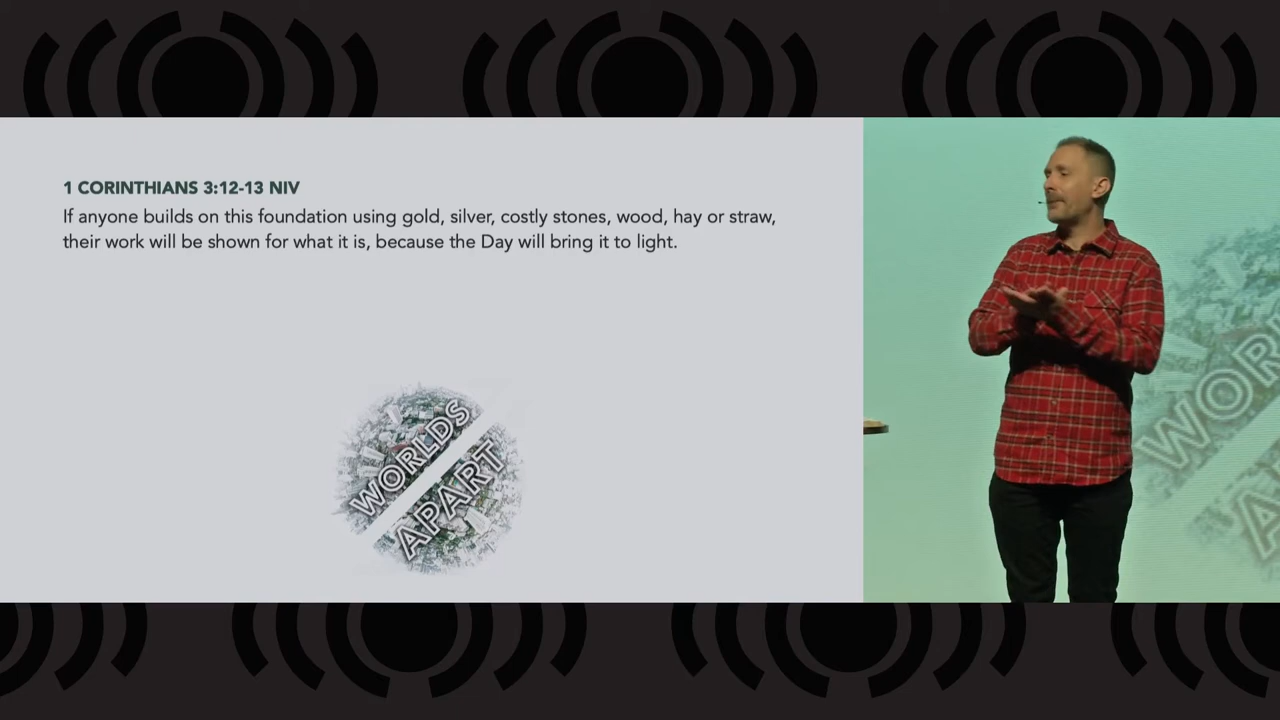 1 CORINTHIANS 3:12-13 NIV
If anyone builds on this foundation using gold, silver, costly stones, wood, hay or straw,
their work will be shown for what it is, because the Day will bring it to light.
WORLDS
APART
WOR
A